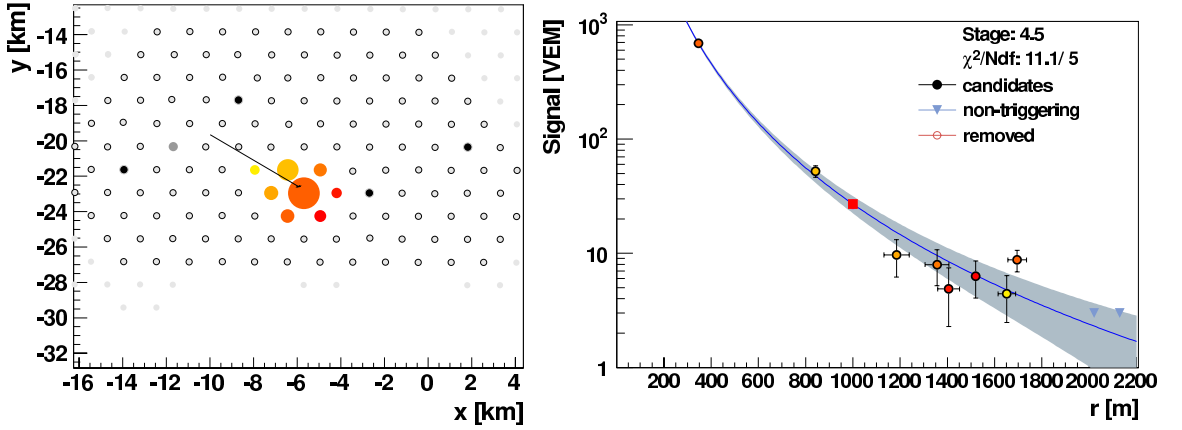 y [km]
-14
-16
-18
-20
-22
-24
-26
-28
-30
-32
-16 -14 -12 -10 -8 -6 -4 -2 0 2 4
x [km]
Signal [VEM]
10³
10²
10
1
Stage: 4.5
χ²/Ndf: 11.1/ 5
candidates
non-triggering
removed
200 400 600 800 1000 1200 1400 1600 1800 2000 2200
r [m]